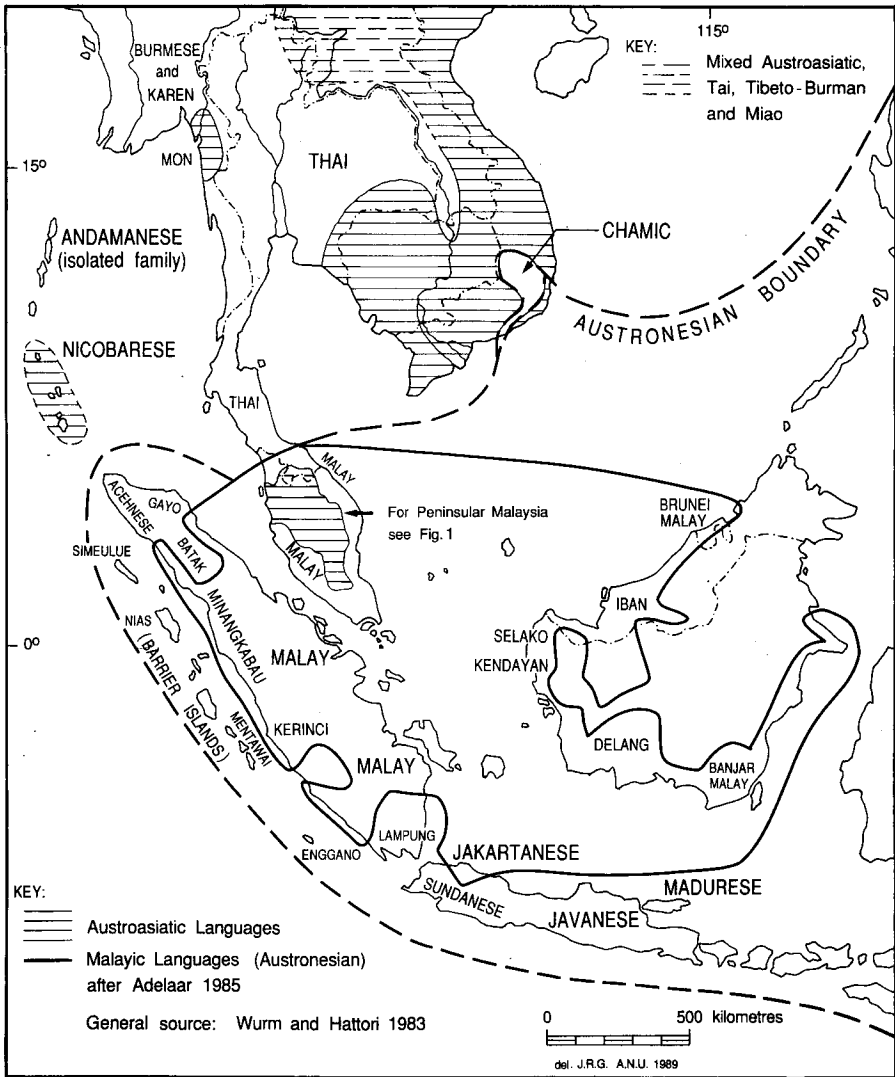 115°
BURMESE
and
KAREN
KEY:
Mixed Austroasiatic,
Tai, Tibeto-Burman
and Miao
MON
THAI
15°
CHAMIC
ANDAMANESE
(isolated family)
AUSTRONESIAN BOUNDARY
NICOBARESE
THAI
MALAY
ACEHNESE
GAYO
BATAK
SIMEULUE
For Peninsular Malaysia
see Fig.1
MALAY
BRUNEI
MALAY
IBAN
NIAS
(BARRIER ISLANDS)
MINANGKABAU
MALAY
0°
SELAKO
KENDAYAN
MENTAWAI
KERINCI
MALAY
DELANG
BANJAR
MALAY
ENGGANO
LAMPUNG
JAKARTANESE
SUNDANESE
MADURESE
JAVANESE
KEY:
Austroasiatic Languages
Malayic Languages (Austronesian)
after Adelaar 1985
General source: Wurm and Hattori 1983
0 500 kilometres
del. J.R.G. A.N.U. 1989